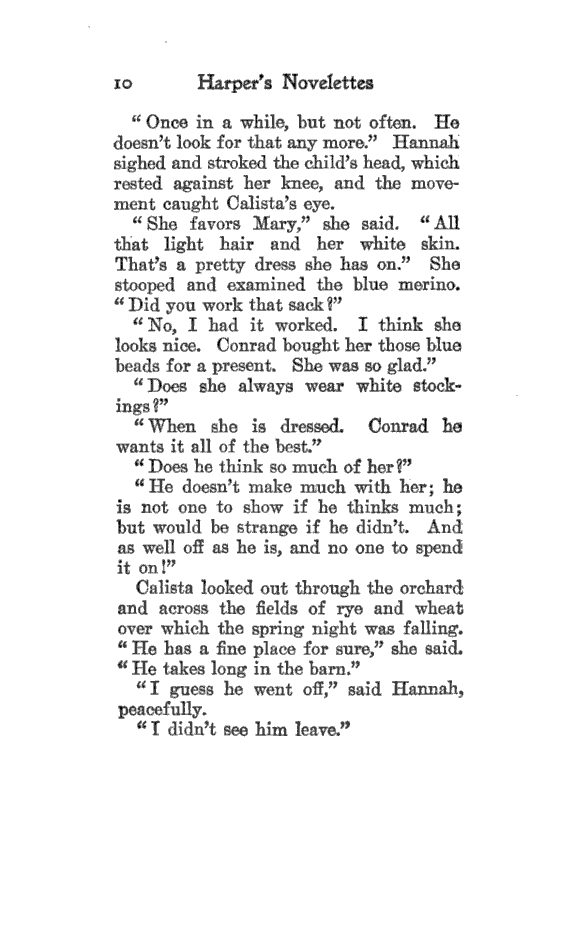 10 Harper's Novelettes
“Once in a while, but not often. He
doesn't look for that any more.” Hannah
sighed and stroked the child's head, which
rested against her knee, and the move-
ment caught Calista's eye.
“She favors Mary,” she said. “All
that light hair and her white skin.
That's a pretty dress she has on.” She
stooped and examined the blue merino.
“Did you work that sack?”
“No, I had it worked. I think she
looks nice. Conrad bought her those blue
beads for a present. She was so glad.”
“Does she always wear white stock-
ings?”
“When she is dressed. Conrad he
wants it all of the best.”
“Does he think so much of her?”
“He doesn't make much with her; he
is not one to show if he thinks much;
but would be strange if he didn't. And
as well off as he is, and no one to spend
it on!”
Calista looked out through the orchard
and across the fields of rye and wheat
over which the spring night was falling.
“He has a fine place for sure,” she said.
“He takes long in the barn.”
“I guess he went off,” said Hannah,
peacefully.
“I didn't see him leave.”